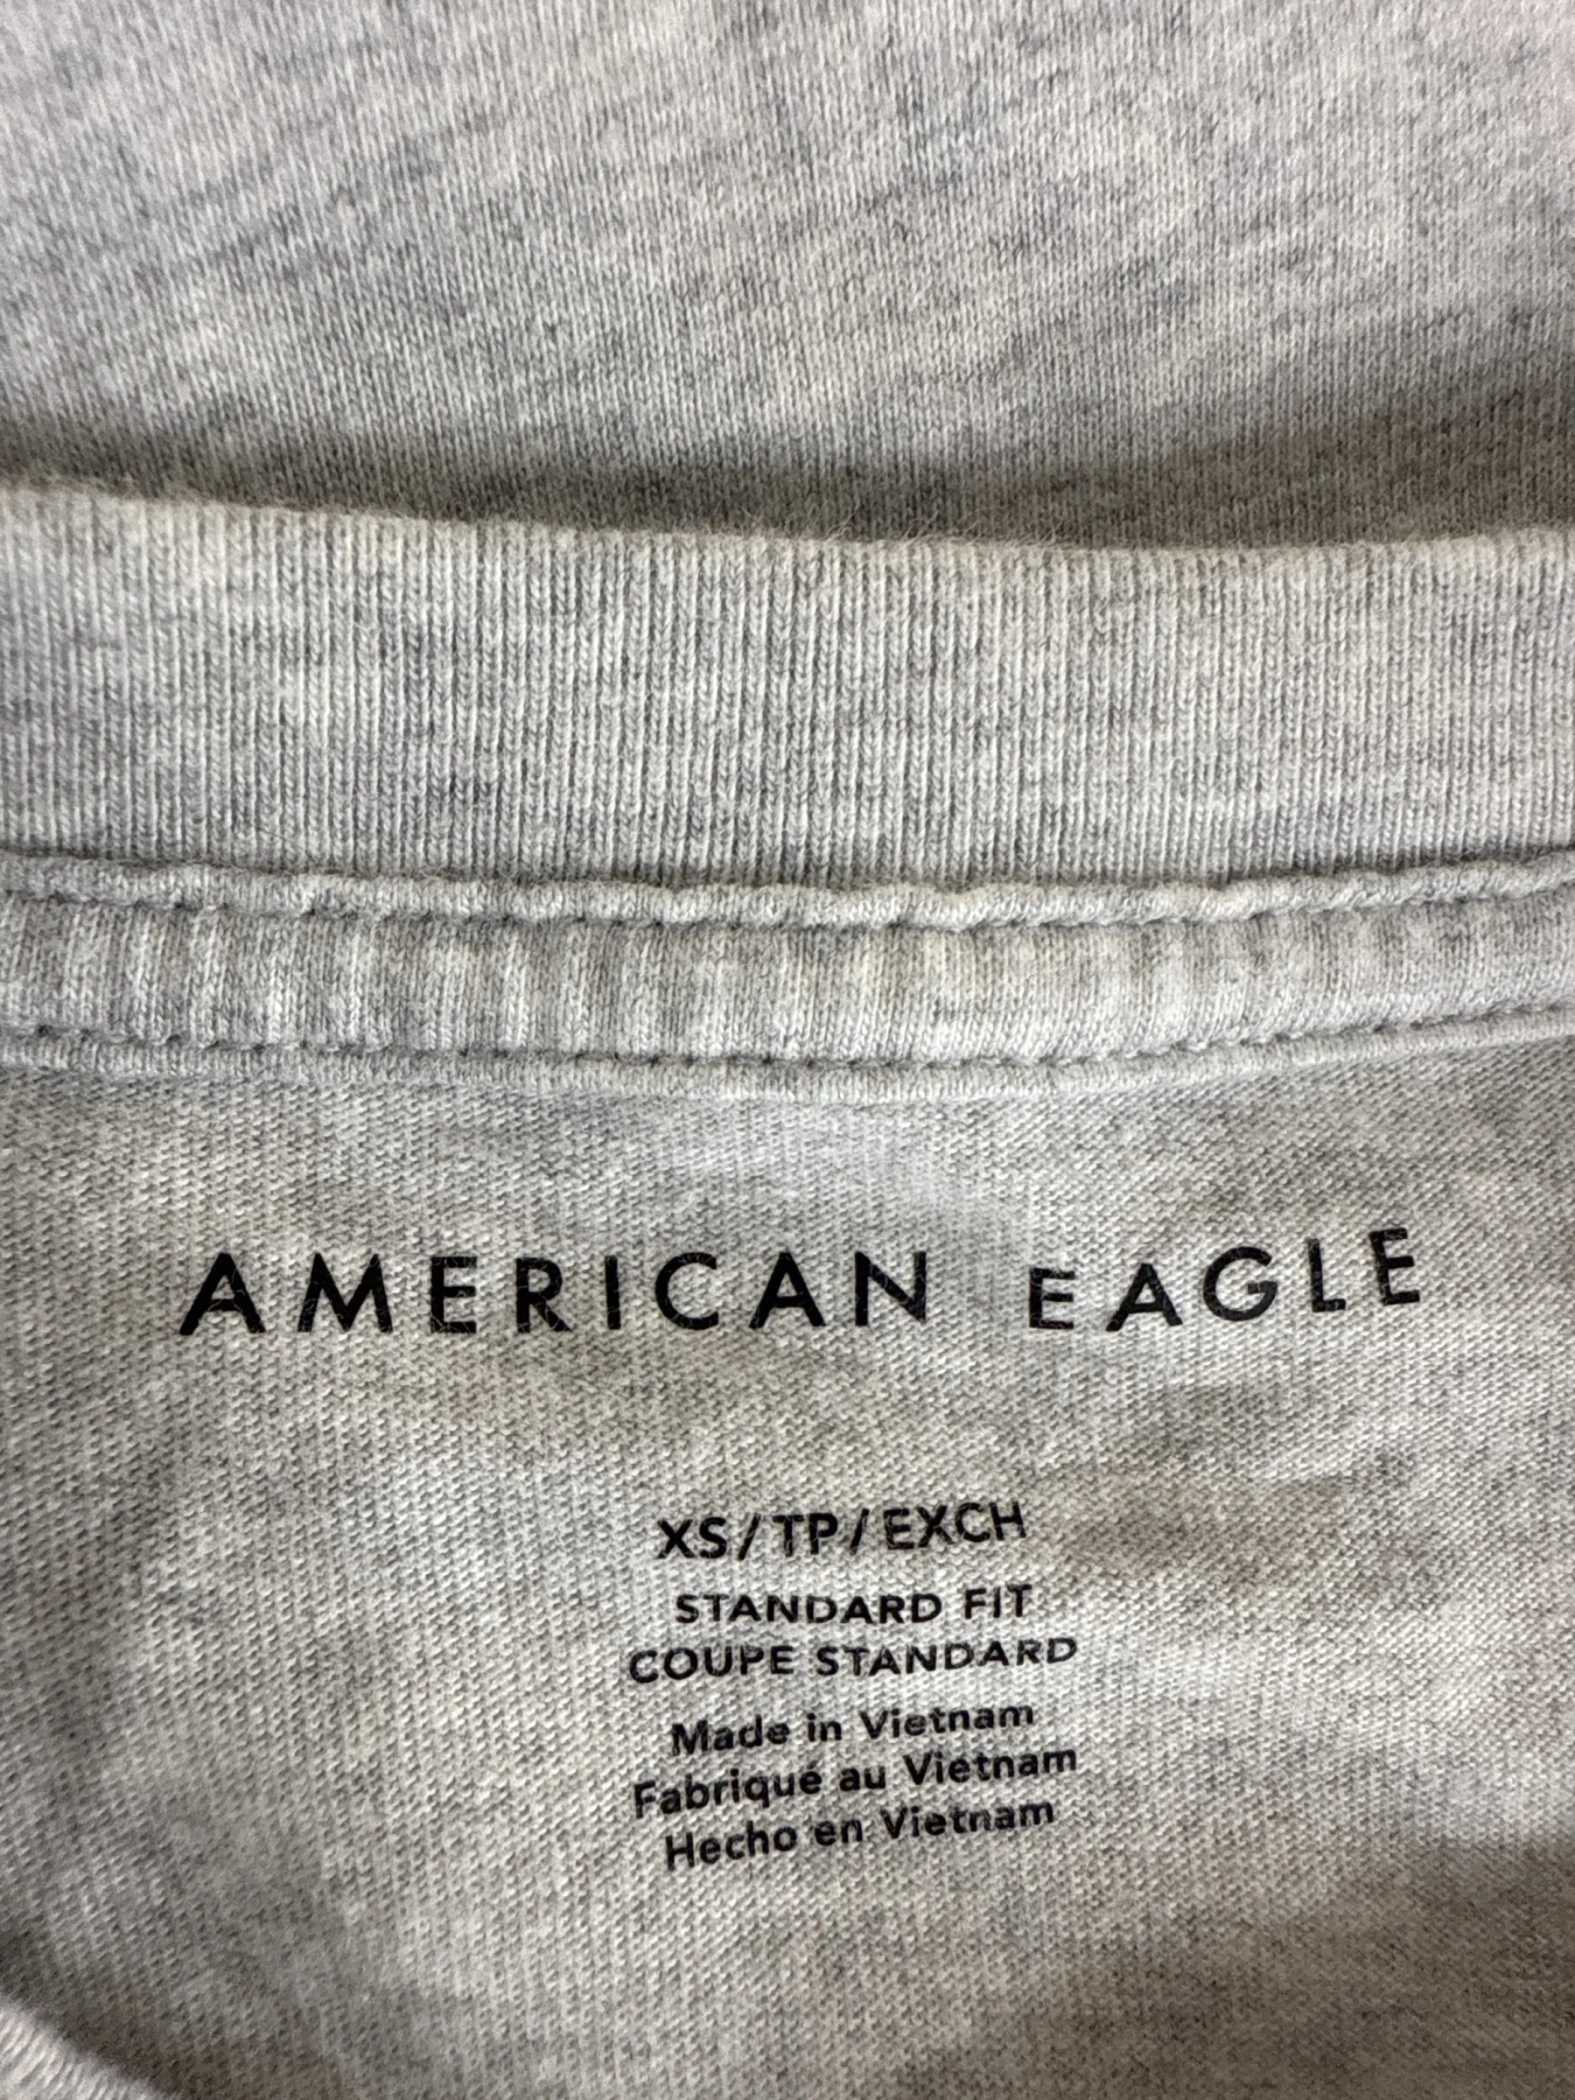 AMERICAN EAGLE
XS/TP/EXCH
STANDARD FIT
COUPE STANDARD
Made in Vietnam
Fabriqué au Vietnam
Hecho en Vietnam